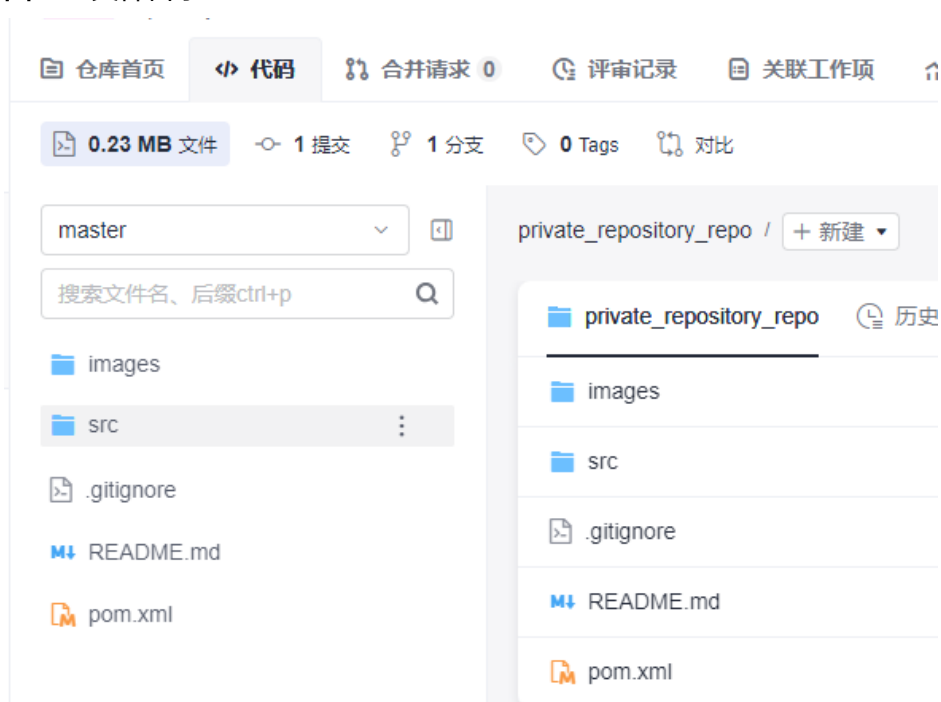 仓库首页 代码 合并请求 0 评审记录 关联工作项
0.23 MB 文件 1 提交 1 分支 0 Tags 对比
master
private_repository_repo / + 新建
搜索文件名、后缀ctrl+p
private_repository_repo 历史
images
src
.gitignore
README.md
pom.xml
images
src
.gitignore
README.md
pom.xml